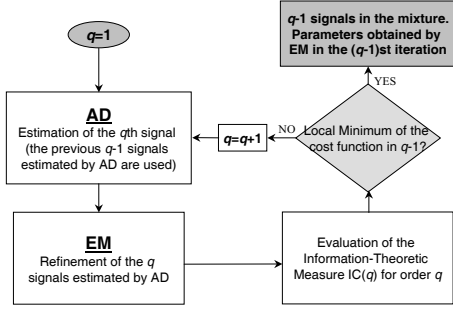 q=1
q-1 signals in the mixture.
Parameters obtained by
EM in the (q-1)st iteration
YES
AD
Estimation of the qth signal
(the previous q-1 signals
estimated by AD are used)
q=q+1
NO
Local Minimum of the
cost function in q-1?
EM
Refinement of the q
signals estimated by AD
Evaluation of the
Information-Theoretic
Measure IC(q) for order q